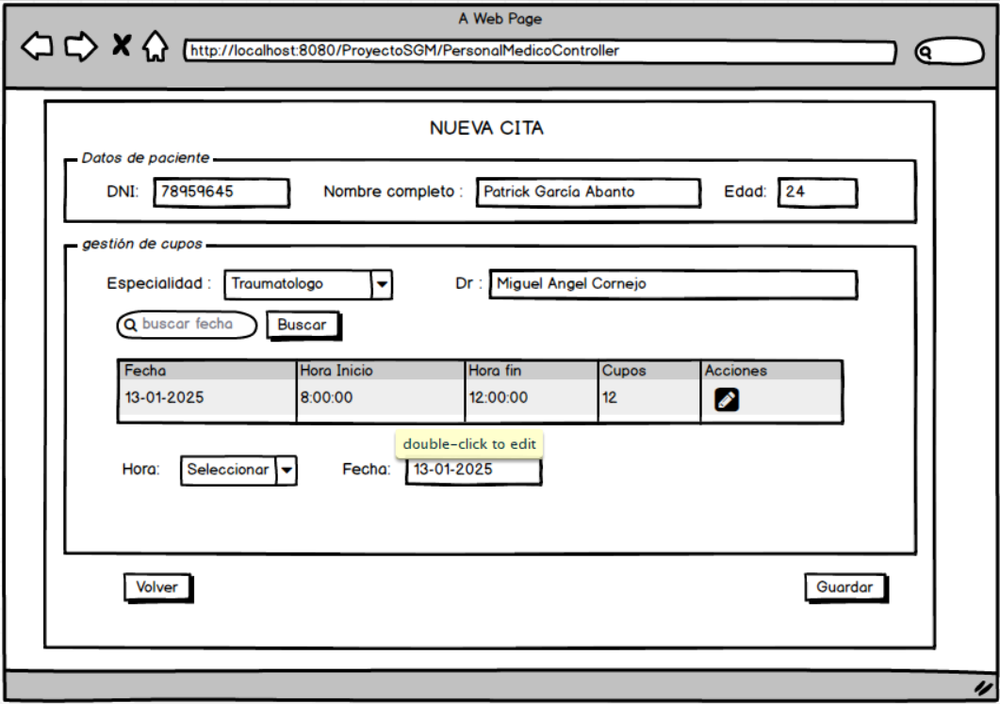 A Web Page
http://localhost:8080/ProyectoSGM/PersonalMedicoController
NUEVA CITA
Datos de paciente
DNI: 78959645 Nombre completo : Patrick García Abanto Edad: 24
gestión de cupos
Especialidad : Traumatologo Dr : Miguel Angel Cornejo
buscar fecha Buscar
Fecha Hora Inicio Hora fin Cupos Acciones
13-01-2025 8:00:00 12:00:00 12
double-click to edit
Hora: Seleccionar Fecha: 13-01-2025
Volver Guardar